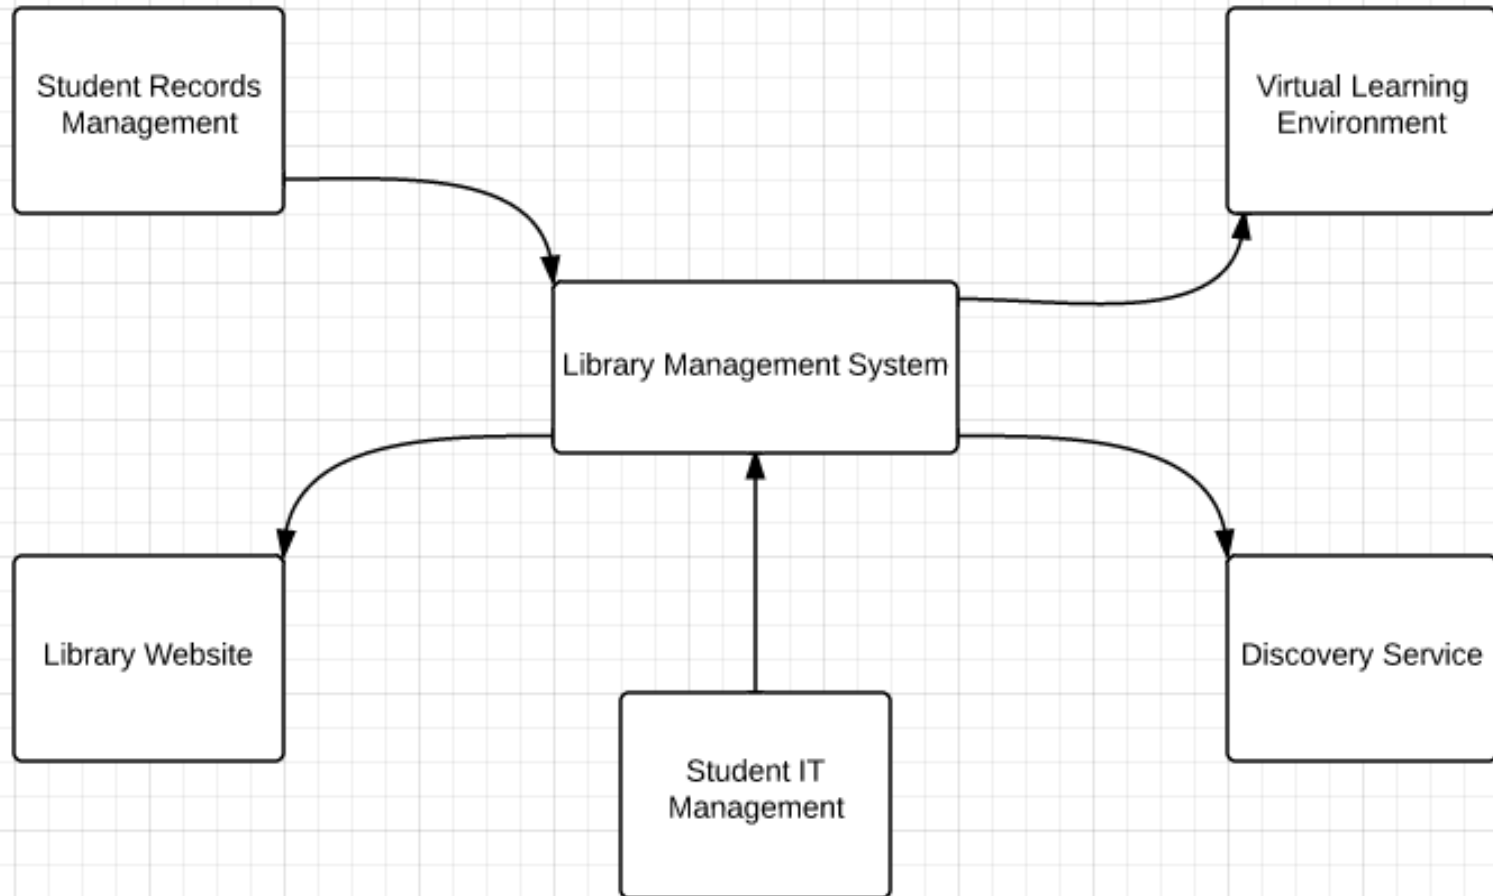 Student Records
Management
Virtual Learning
Environment
Library Management System
Library Website
Discovery Service
Student IT
Management